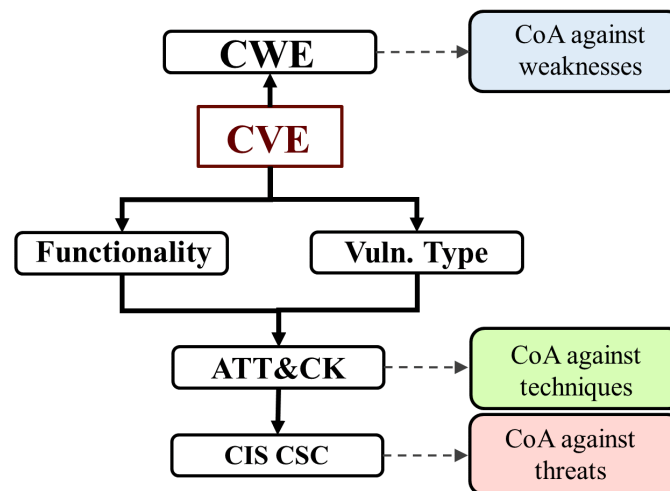 CWE
CoA against
weaknesses
CVE
Functionality
Vuln. Type
ATT&CK
CoA against
techniques
CIS CSC
CoA against
threats